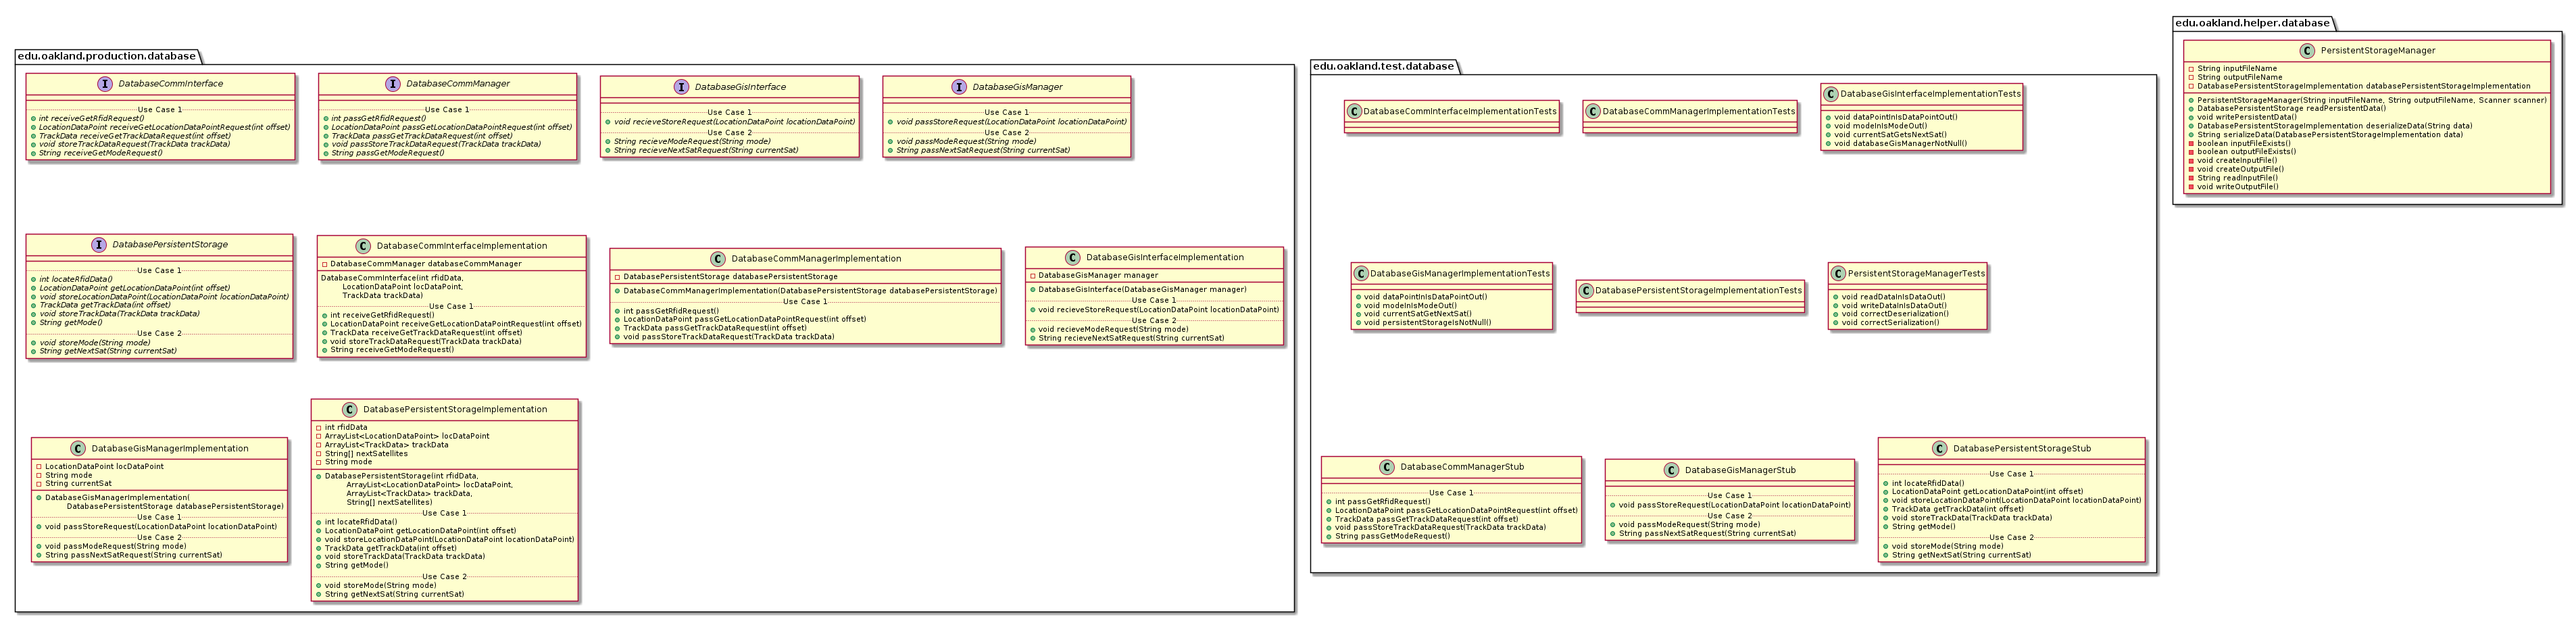 edu.oakland.production.database
I DatabaseCommInterface
Use Case 1
int receiveGetRfidRequest()
LocationDataPoint receiveGetLocationDataPointRequest(int offset)
TrackData receiveGetTrackDataRequest(int offset)
void storeTrackDataRequest(TrackData trackData)
String receiveGetModeRequest()
I DatabaseCommManager
Use Case 1
int passGetRfidRequest()
LocationDataPoint passGetLocationDataPointRequest(int offset)
TrackData passGetTrackDataRequest(int offset)
void passStoreTrackDataRequest(TrackData trackData)
String passGetModeRequest()
I DatabaseGisInterface
Use Case 1
void recieveStoreRequest(LocationDataPoint locationDataPoint)
Use Case 2
String recieveModeRequest(String mode)
String recieveNextSatRequest(String currentSat)
I DatabaseGisManager
Use Case 1
void passStoreRequest(LocationDataPoint locationDataPoint)
Use Case 2
void passModeRequest(String mode)
String passNextSatRequest(String currentSat)
I DatabasePersistentStorage
Use Case 1
int locateRfidData()
LocationDataPoint getLocationDataPoint(int offset)
void storeLocationDataPoint(LocationDataPoint locationDataPoint)
TrackData getTrackData(int offset)
void storeTrackData(TrackData trackData)
String getMode()
Use Case 2
void storeMode(String mode)
String getNextSat(String currentSat)
C DatabaseCommInterfaceImplementation
DatabaseCommManager databaseCommManager
DatabaseCommInterface(int rfidData,
LocationDataPoint locDataPoint,
TrackData trackData)
Use Case 1
int receiveGetRfidRequest()
LocationDataPoint receiveGetLocationDataPointRequest(int offset)
TrackData receiveGetTrackDataRequest(int offset)
void storeTrackDataRequest(TrackData trackData)
String receiveGetModeRequest()
C DatabaseCommManagerImplementation
DatabasePersistentStorage databasePersistentStorage
DatabaseCommManagerImplementation(DatabasePersistentStorage databasePersistentStorage)
Use Case 1
int passGetRfidRequest()
LocationDataPoint passGetLocationDataPointRequest(int offset)
TrackData passGetTrackDataRequest(int offset)
void passStoreTrackDataRequest(TrackData trackData)
C DatabaseGisInterfaceImplementation
DatabaseGisManager manager
DatabaseGisInterface(DatabaseGisManager manager)
Use Case 1
void recieveStoreRequest(LocationDataPoint locationDataPoint)
Use Case 2
void recieveModeRequest(String mode)
String recieveNextSatRequest(String currentSat)
C DatabaseGisManagerImplementation
LocationDataPoint locDataPoint
String mode
String currentSat
DatabaseGisManagerImplementation(
DatabasePersistentStorage databasePersistentStorage)
Use Case 1
void passStoreRequest(LocationDataPoint locationDataPoint)
Use Case 2
void passModeRequest(String mode)
String passNextSatRequest(String currentSat)
C DatabasePersistentStorageImplementation
int rfidData
ArrayList<LocationDataPoint> locDataPoint
ArrayList<TrackData> trackData
String[] nextSatellites
String mode
DatabasePersistentStorage(int rfidData,
ArrayList<LocationDataPoint> locDataPoint,
ArrayList<TrackData> trackData,
String[] nextSatellites)
Use Case 1
int locateRfidData()
LocationDataPoint getLocationDataPoint(int offset)
void storeLocationDataPoint(LocationDataPoint locationDataPoint)
TrackData getTrackData(int offset)
void storeTrackData(TrackData trackData)
String getMode()
Use Case 2
void storeMode(String mode)
String getNextSat(String currentSat)
edu.oakland.test.database
C DatabaseCommInterfaceImplementationTests
C DatabaseCommManagerImplementationTests
C DatabaseGisInterfaceImplementationTests
void dataPointInIsDataPointOut()
void modeInIsModeOut()
void currentSatGetsNextSat()
void databaseGisManagerNotNull()
C DatabaseGisManagerImplementationTests
void dataPointInIsDataPointOut()
void modeInIsModeOut()
void currentSatGetNextSat()
void persistentStorageIsNotNull()
C DatabasePersistentStorageImplementationTests
C PersistentStorageManagerTests
void readDataInIsDataOut()
void writeDataInIsDataOut()
void correctDeserialization()
void correctSerialization()
C DatabaseCommManagerStub
Use Case 1
int passGetRfidRequest()
LocationDataPoint passGetLocationDataPointRequest(int offset)
TrackData passGetTrackDataRequest(int offset)
void passStoreTrackDataRequest(TrackData trackData)
String passGetModeRequest()
C DatabaseGisManagerStub
Use Case 1
void passStoreRequest(LocationDataPoint locationDataPoint)
Use Case 2
void passModeRequest(String mode)
String passNextSatRequest(String currentSat)
C DatabasePersistentStorageStub
Use Case 1
int locateRfidData()
LocationDataPoint getLocationDataPoint(int offset)
void storeLocationDataPoint(LocationDataPoint locationDataPoint)
TrackData getTrackData(int offset)
void storeTrackData(TrackData trackData)
String getMode()
Use Case 2
void storeMode(String mode)
String getNextSat(String currentSat)
edu.oakland.helper.database
C PersistentStorageManager
String inputFileName
String outputFileName
DatabasePersistentStorageImplementation databasePersistentStorageImplementation
PersistentStorageManager(String inputFileName, String outputFileName, Scanner scanner)
DatabasePersistentStorage readPersistentData()
void writePersistentData()
DatabasePersistentStorageImplementation deserializeData(String data)
String serializeData(DatabasePersistentStorageImplementation data)
boolean inputFileExists()
boolean outputFileExists()
void createInputFile()
void createOutputFile()
String readInputFile()
void writeOutputFile()